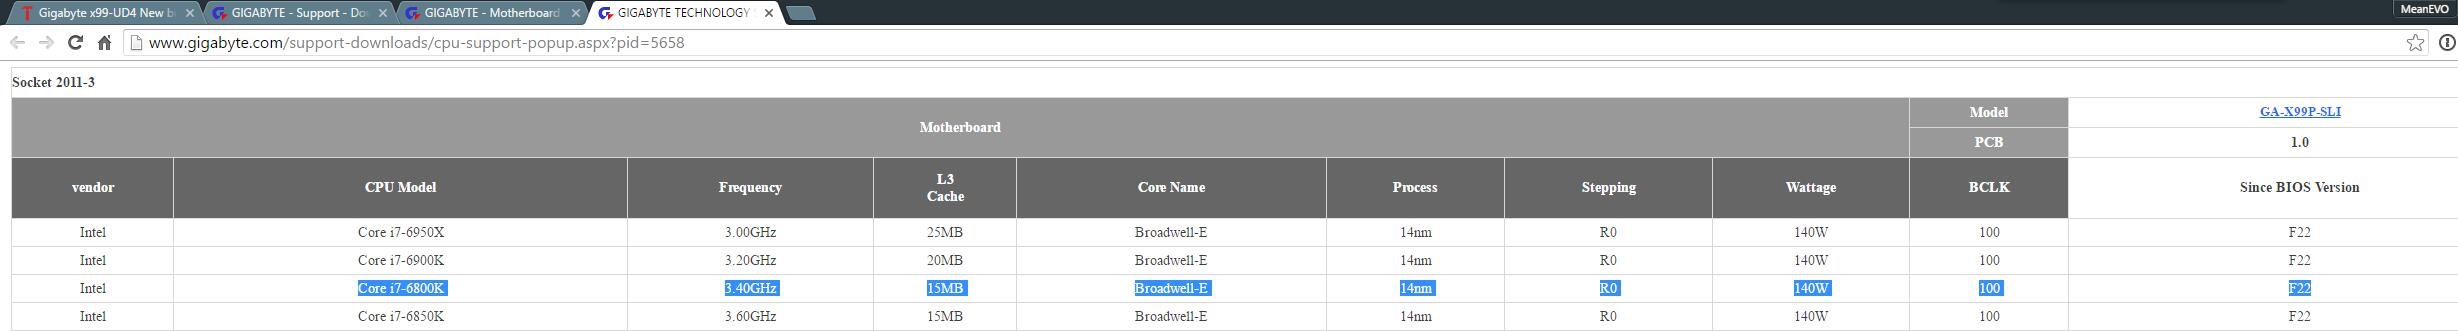 Gigabyte x99-UD4 New b
GIGABYTE - Support - Do
GIGABYTE - Motherboard
GIGABYTE TECHNOLOGY
MeanEVO
www.gigabyte.com/support-downloads/cpu-support-popup.aspx?pid=5658
Socket 2011-3
Motherboard Model GA-X99P-SLI
PCB 1.0
vendor CPU Model Frequency L3 Cache Core Name Process Stepping Wattage BCLK Since BIOS Version
Intel Core i7-6950X 3.00GHz 25MB Broadwell-E 14nm R0 140W 100 F22
Intel Core i7-6900K 3.20GHz 20MB Broadwell-E 14nm R0 140W 100 F22
Intel Core i7-6800K 3.40GHz 15MB Broadwell-E 14nm R0 140W 100 F22
Intel Core i7-6850K 3.60GHz 15MB Broadwell-E 14nm R0 140W 100 F22